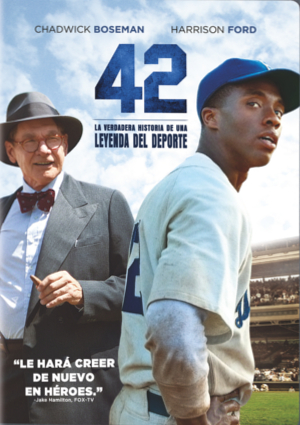 CHADWICK BOSEMAN HARRISON FORD
42
LA VERDADERA HISTORIA DE UNA
LEYENDA DEL DEPORTE
42
“LE HARÁ CREER
DE NUEVO
EN HÉROES.”
Jake Hamilton, FOX-TV